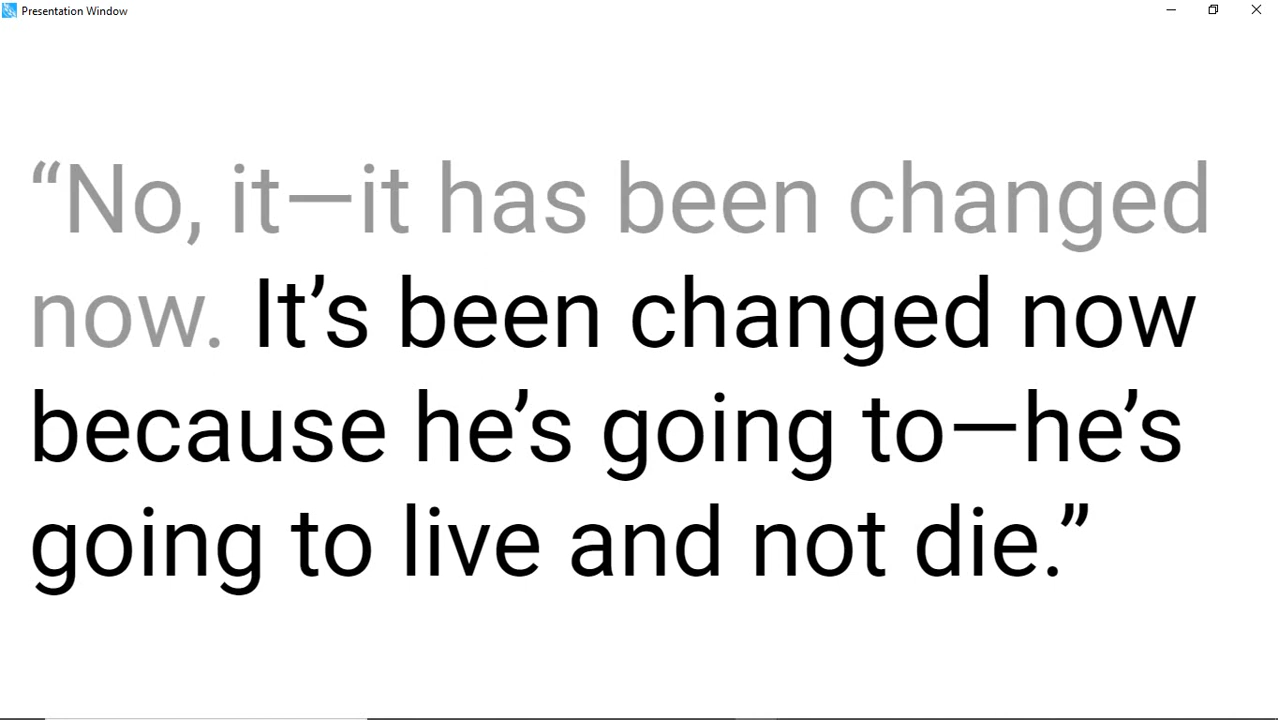 Presentation Window
“No, it—it has been changed
now. It’s been changed now
because he’s going to—he’s
going to live and not die.”